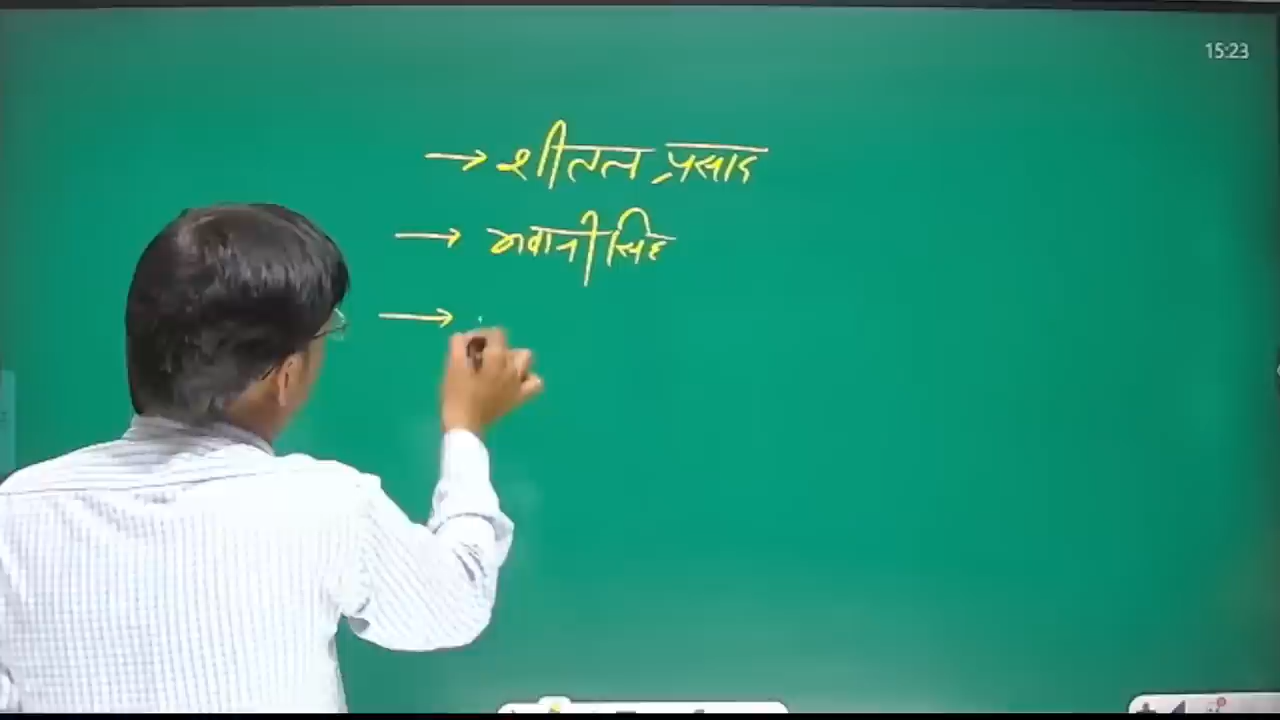 15:23
→ शीतल प्रसाद
→ भवानी सिंह
→